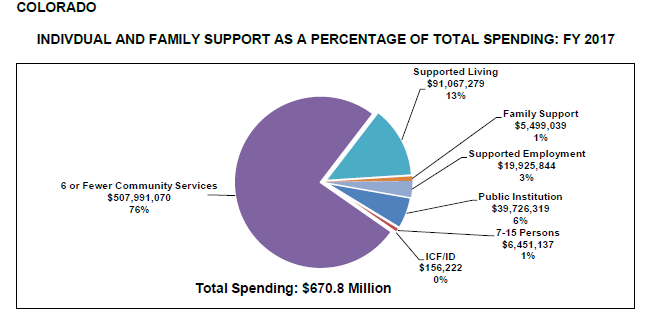 COLORADO
INDIVDUAL AND FAMILY SUPPORT AS A PERCENTAGE OF TOTAL SPENDING: FY 2017
Supported Living
$91,067,279
13%
Family Support
$5,499,039
1%
Supported Employment
$19,925,844
3%
6 or Fewer Community Services
$507,991,070
76%
Public Institution
$39,726,319
6%
7-15 Persons
$6,451,137
1%
ICF/ID
$156,222
0%
Total Spending: $670.8 Million